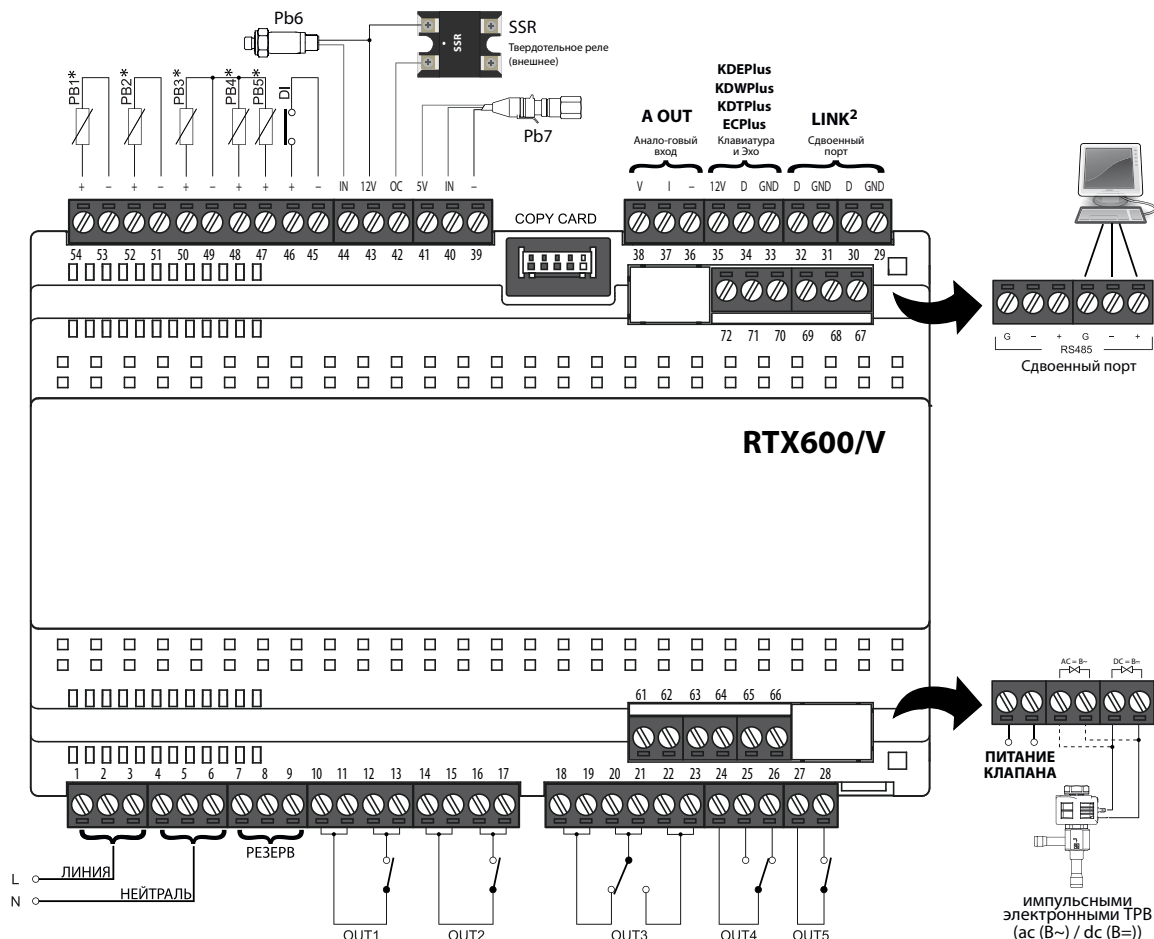 Pb6
SSR
SSR
Твердотельное реле
(внешнее)
PB1*
PB2*
PB3*
PB4*
PB5*
DI
Pb7
A OUT
Анало-говый
вход
KDEPlus
KDWPlus
KDTPlus
ECPlus
Клавиатура
и Эхо
LINK²
Сдвоенный
порт
+ – + – + – + + + – IN 12V OC 5V IN –
V I – 12V D GND D GND D GND
54 53 52 51 50 49 48 47 46 45 44 43 42 41 40 39
COPY CARD
38 37 36 35 34 33 32 31 30 29
72 71 70 69 68 67
G – + G – +
RS485
Сдвоенный порт
RTX600/V
61 62 63 64 65 66
AC = B~ DC = B~
ПИТАНИЕ
КЛАПАНА
1 2 3 4 5 6 7 8 9 10 11 12 13 14 15 16 17 18 19 20 21 22 23 24 25 26 27 28
L ЛИНИЯ
N НЕЙТРАЛЬ
РЕЗЕРВ
OUT1 OUT2 OUT3 OUT4 OUT5
импульсными
электронными ТРВ
(ac (B~) / dc (B=))